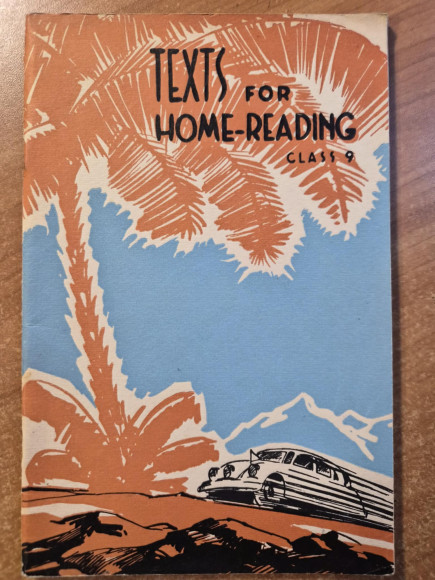 TEXTS FOR
HOME-READING
CLASS 9